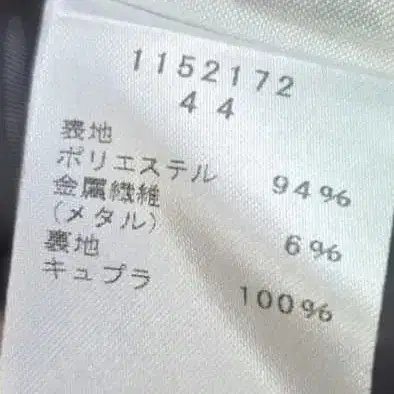 1152172
44
表地
ポリエステル 94%
金属繊維
(メタル) 6%
裏地
キュプラ 100%